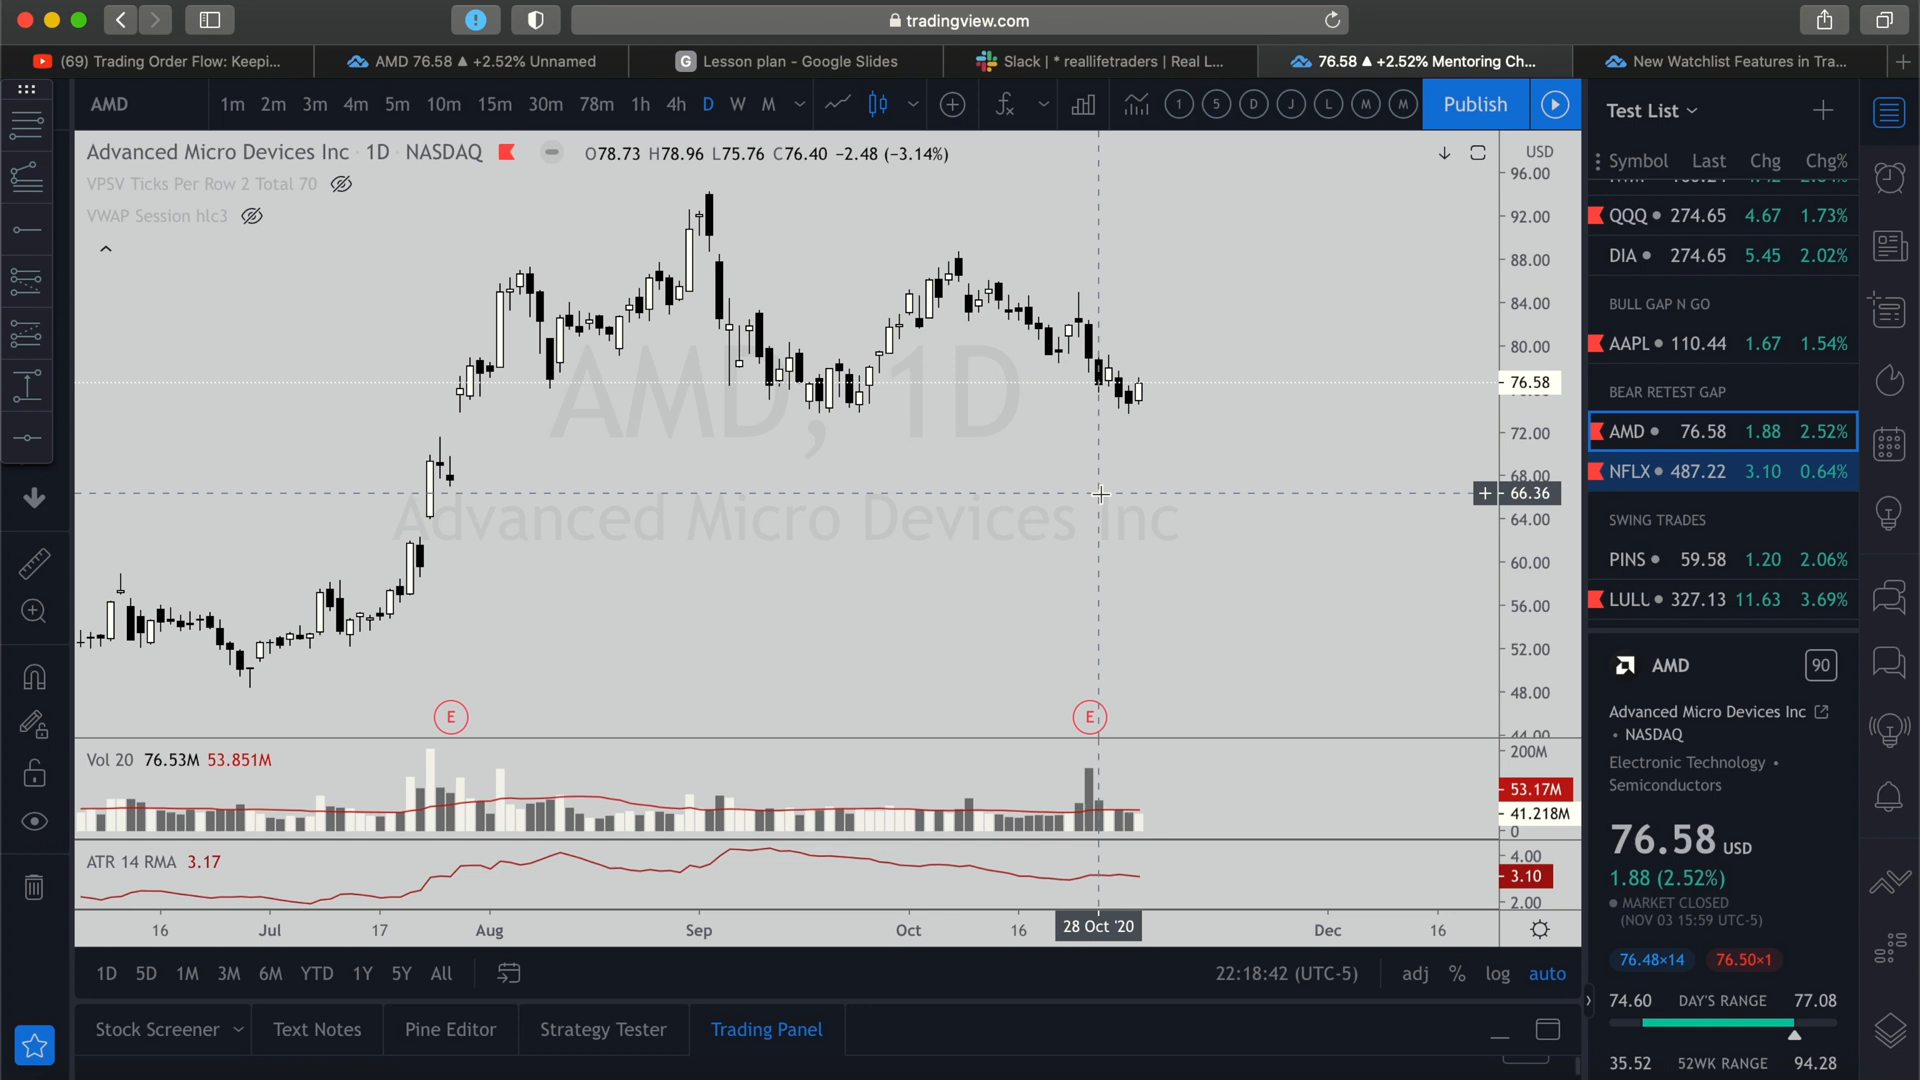 tradingview.com
(69) Trading Order Flow: Keepi...
AMD 76.58 ▲ +2.52% Unnamed
G Lesson plan - Google Slides
Slack | * reallifetraders | Real L...
76.58 ▲ +2.52% Mentoring Ch...
New Watchlist Features in Tra...
AMD 1m 2m 3m 4m 5m 10m 15m 30m 78m 1h 4h D W M
1 5 D J L M M Publish
Test List
Advanced Micro Devices Inc · 1D · NASDAQ O78.73 H78.96 L75.76 C76.40 −2.48 (−3.14%)
VPSV Ticks Per Row 2 Total 70
VWAP Session hlc3
USD
96.00
92.00
88.00
84.00
80.00
76.58
72.00
68.00
66.36
64.00
60.00
56.00
52.00
48.00
44.00
AMD, 1D
Advanced Micro Devices Inc
E E
Vol 20 76.53M 53.851M
200M
53.17M
41.218M
0
ATR 14 RMA 3.17
4.00
3.10
2.00
16 Jul 17 Aug Sep Oct 16 28 Oct '20 Dec 16
1D 5D 1M 3M 6M YTD 1Y 5Y All
22:18:42 (UTC-5) adj % log auto
Stock Screener Text Notes Pine Editor Strategy Tester Trading Panel
Symbol Last Chg Chg%
QQQ 274.65 4.67 1.73%
DIA 274.65 5.45 2.02%
BULL GAP N GO
AAPL 110.44 1.67 1.54%
BEAR RETEST GAP
AMD 76.58 1.88 2.52%
NFLX 487.22 3.10 0.64%
SWING TRADES
PINS 59.58 1.20 2.06%
LULU 327.13 11.63 3.69%
AMD 90
Advanced Micro Devices Inc
• NASDAQ
Electronic Technology •
Semiconductors
76.58 USD
1.88 (2.52%)
MARKET CLOSED
(NOV 03 15:59 UTC-5)
76.48×14 76.50×1
74.60 DAY'S RANGE 77.08
35.52 52WK RANGE 94.28